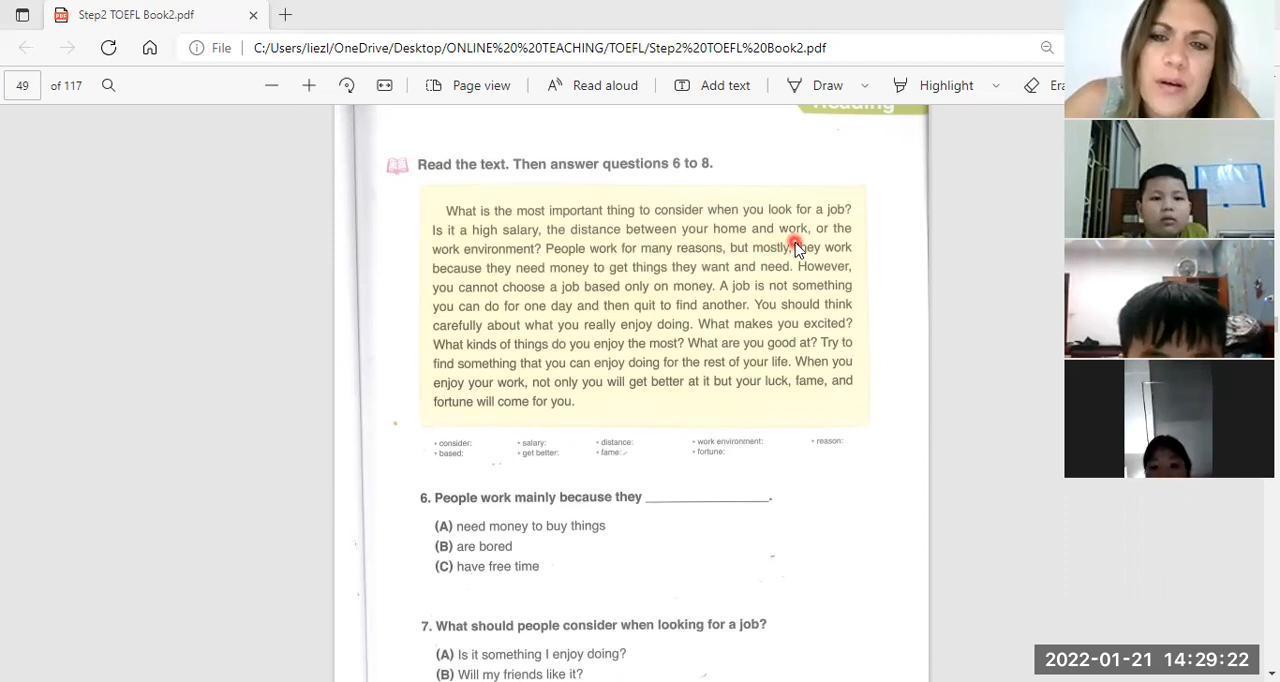 Step2 TOEFL Book2.pdf
File C:/Users/liezl/OneDrive/Desktop/ONLINE%20%20TEACHING/TOEFL/Step2%20TOEFL%20Book2.pdf
49 of 117 Page view Read aloud Add text Draw Highlight
Reading
Read the text. Then answer questions 6 to 8.
What is the most important thing to consider when you look for a job?
Is it a high salary, the distance between your home and work, or the
work environment? People work for many reasons, but mostly, they work
because they need money to get things they want and need. However,
you cannot choose a job based only on money. A job is not something
you can do for one day and then quit to find another. You should think
carefully about what you really enjoy doing. What makes you excited?
What kinds of things do you enjoy the most? What are you good at? Try to
find something that you can enjoy doing for the rest of your life. When you
enjoy your work, not only you will get better at it but your luck, fame, and
fortune will come for you.
• consider: • salary: • distance: • work environment: • reason:
• based: • get better: • fame: • fortune:
6. People work mainly because they ________________.
(A) need money to buy things
(B) are bored
(C) have free time
7. What should people consider when looking for a job?
(A) Is it something I enjoy doing?
(B) Will my friends like it?
2022-01-21 14:29:22